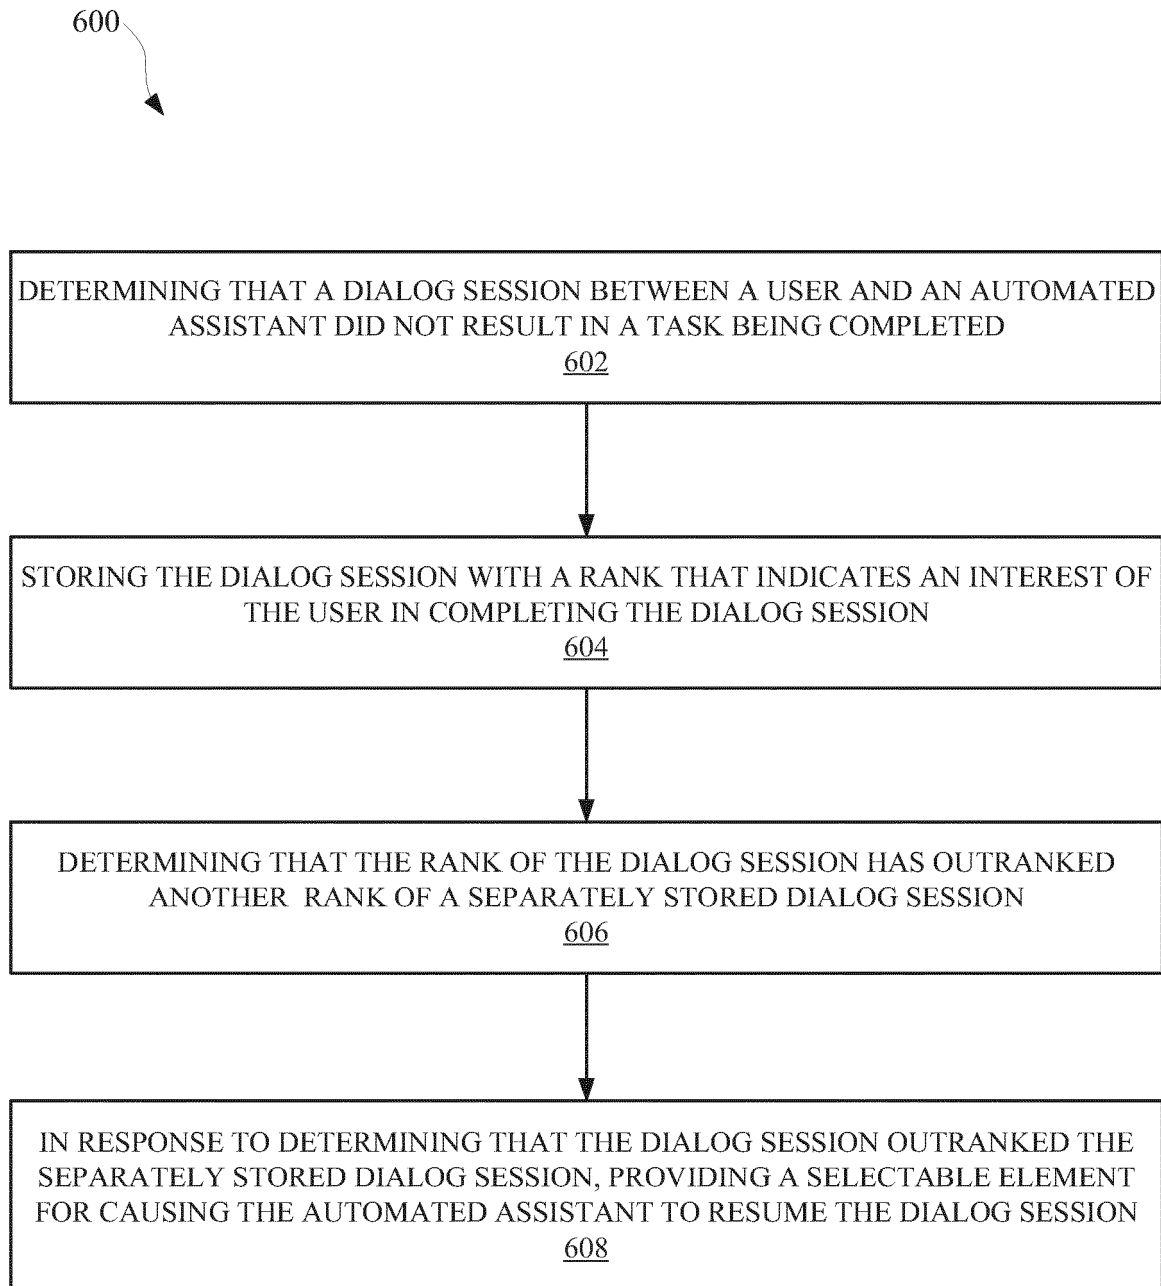 600
DETERMINING THAT A DIALOG SESSION BETWEEN A USER AND AN AUTOMATED
ASSISTANT DID NOT RESULT IN A TASK BEING COMPLETED
602
STORING THE DIALOG SESSION WITH A RANK THAT INDICATES AN INTEREST OF
THE USER IN COMPLETING THE DIALOG SESSION
604
DETERMINING THAT THE RANK OF THE DIALOG SESSION HAS OUTRANKED
ANOTHER RANK OF A SEPARATELY STORED DIALOG SESSION
606
IN RESPONSE TO DETERMINING THAT THE DIALOG SESSION OUTRANKED THE
SEPARATELY STORED DIALOG SESSION, PROVIDING A SELECTABLE ELEMENT
FOR CAUSING THE AUTOMATED ASSISTANT TO RESUME THE DIALOG SESSION
608